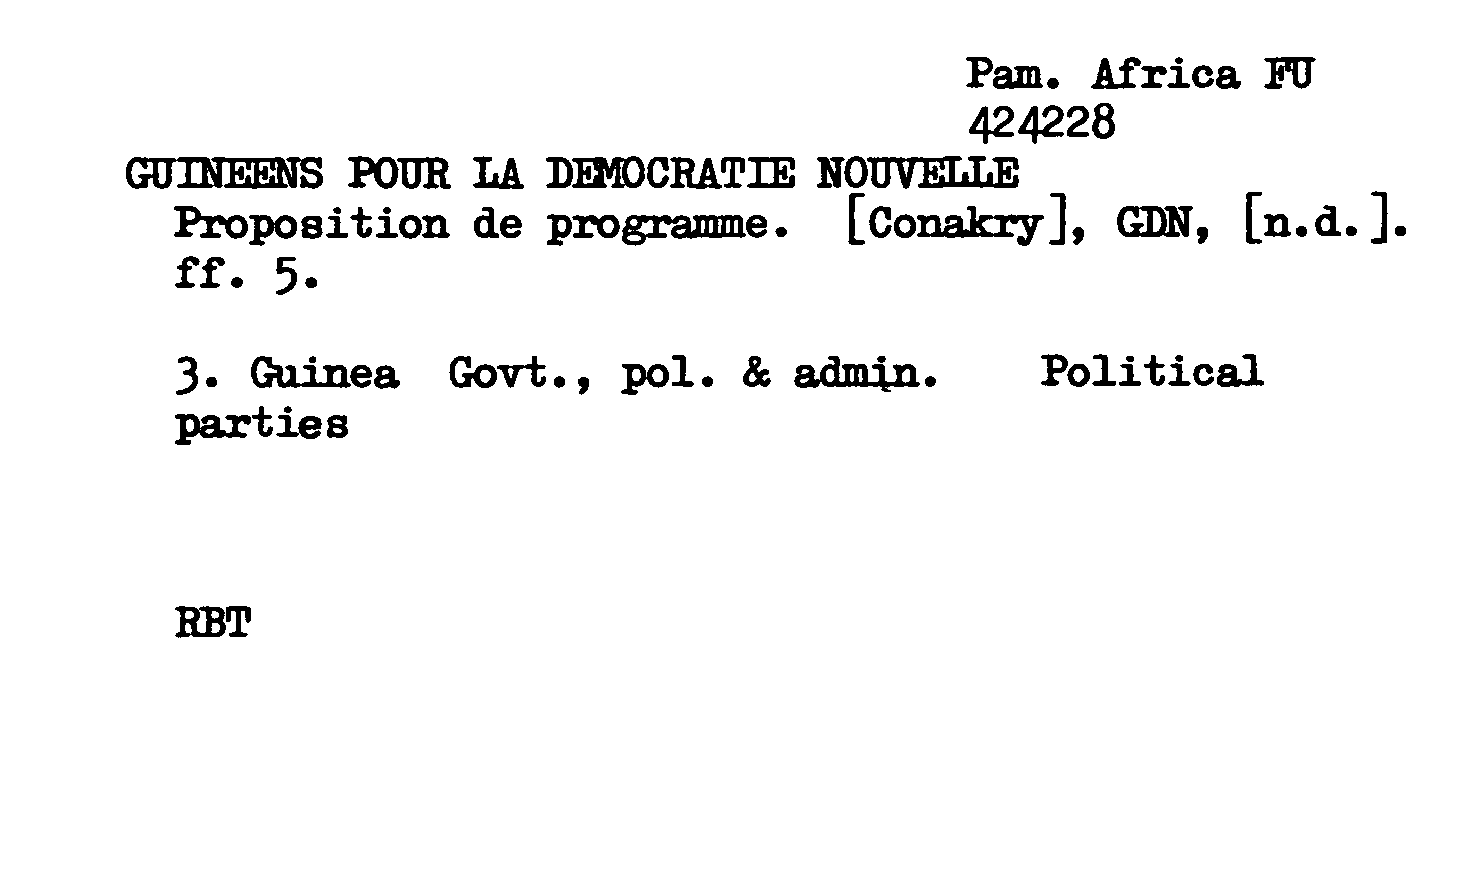 Pam. Africa FU
424228
GUINEENS POUR LA DEMOCRATIE NOUVELLE
Proposition de programme. [Conakry], GDN, [n.d.].
ff. 5.
3. Guinea Govt., pol. & admin. Political
parties
RBT